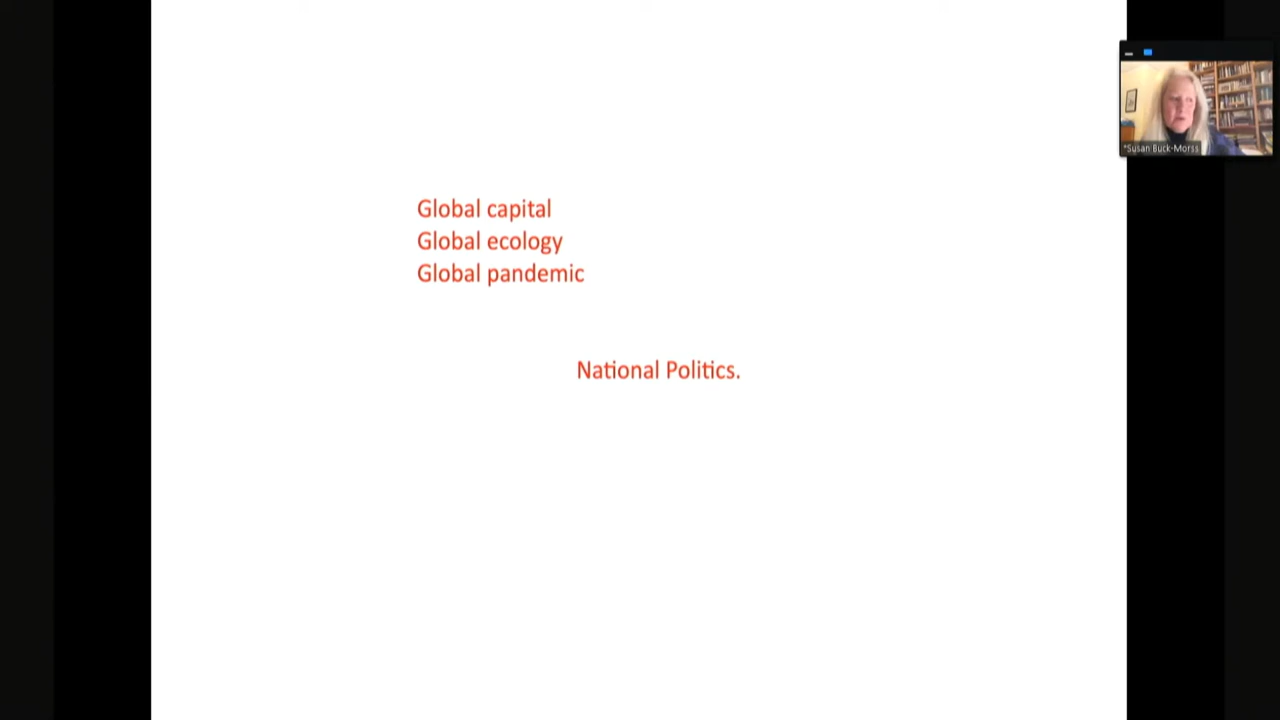 *Susan Buck-Morss
Global capital
Global ecology
Global pandemic
National Politics.